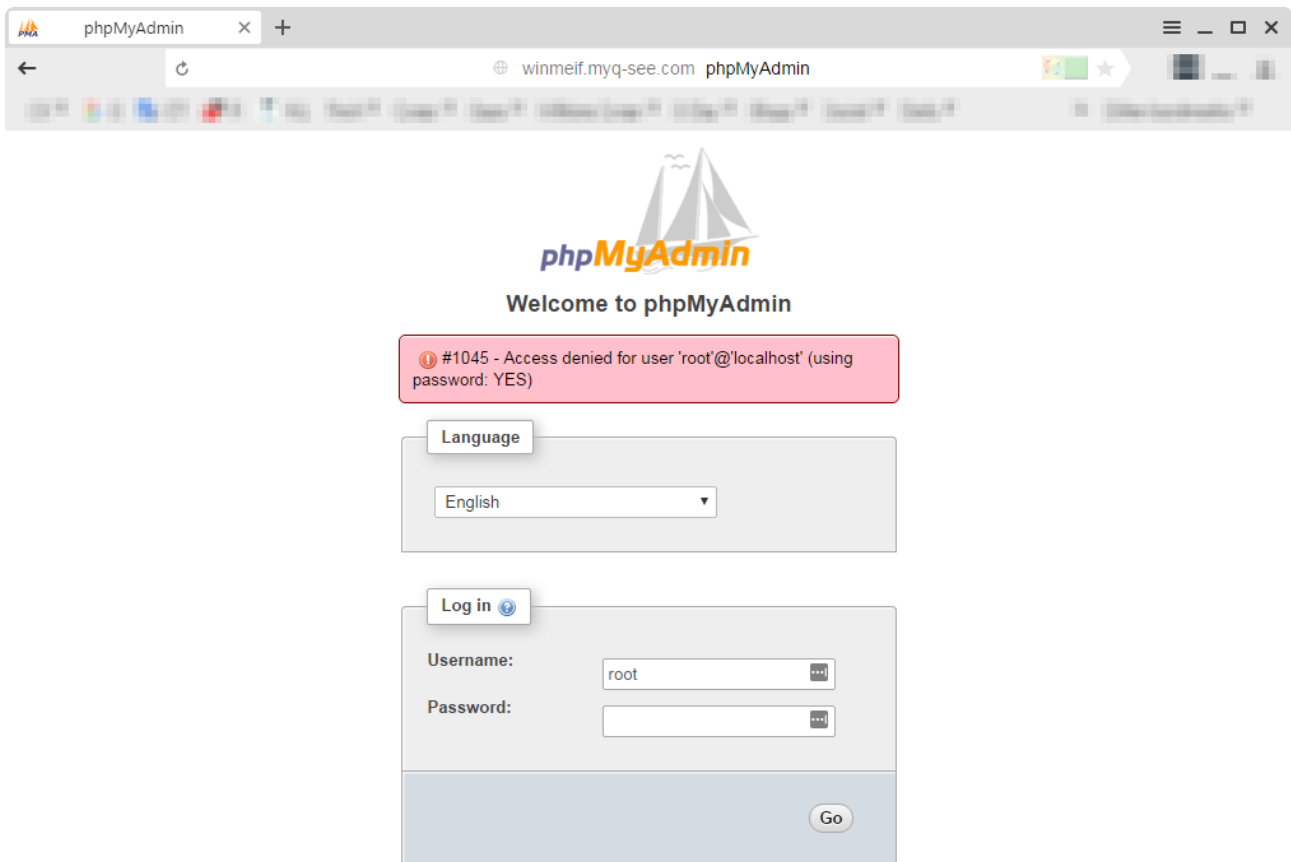 PMA phpMyAdmin
winmeif.myq-see.com phpMyAdmin
phpMyAdmin
Welcome to phpMyAdmin
#1045 - Access denied for user 'root'@'localhost' (using
password: YES)
Language
English
Log in
Username:
root
Password:
Go